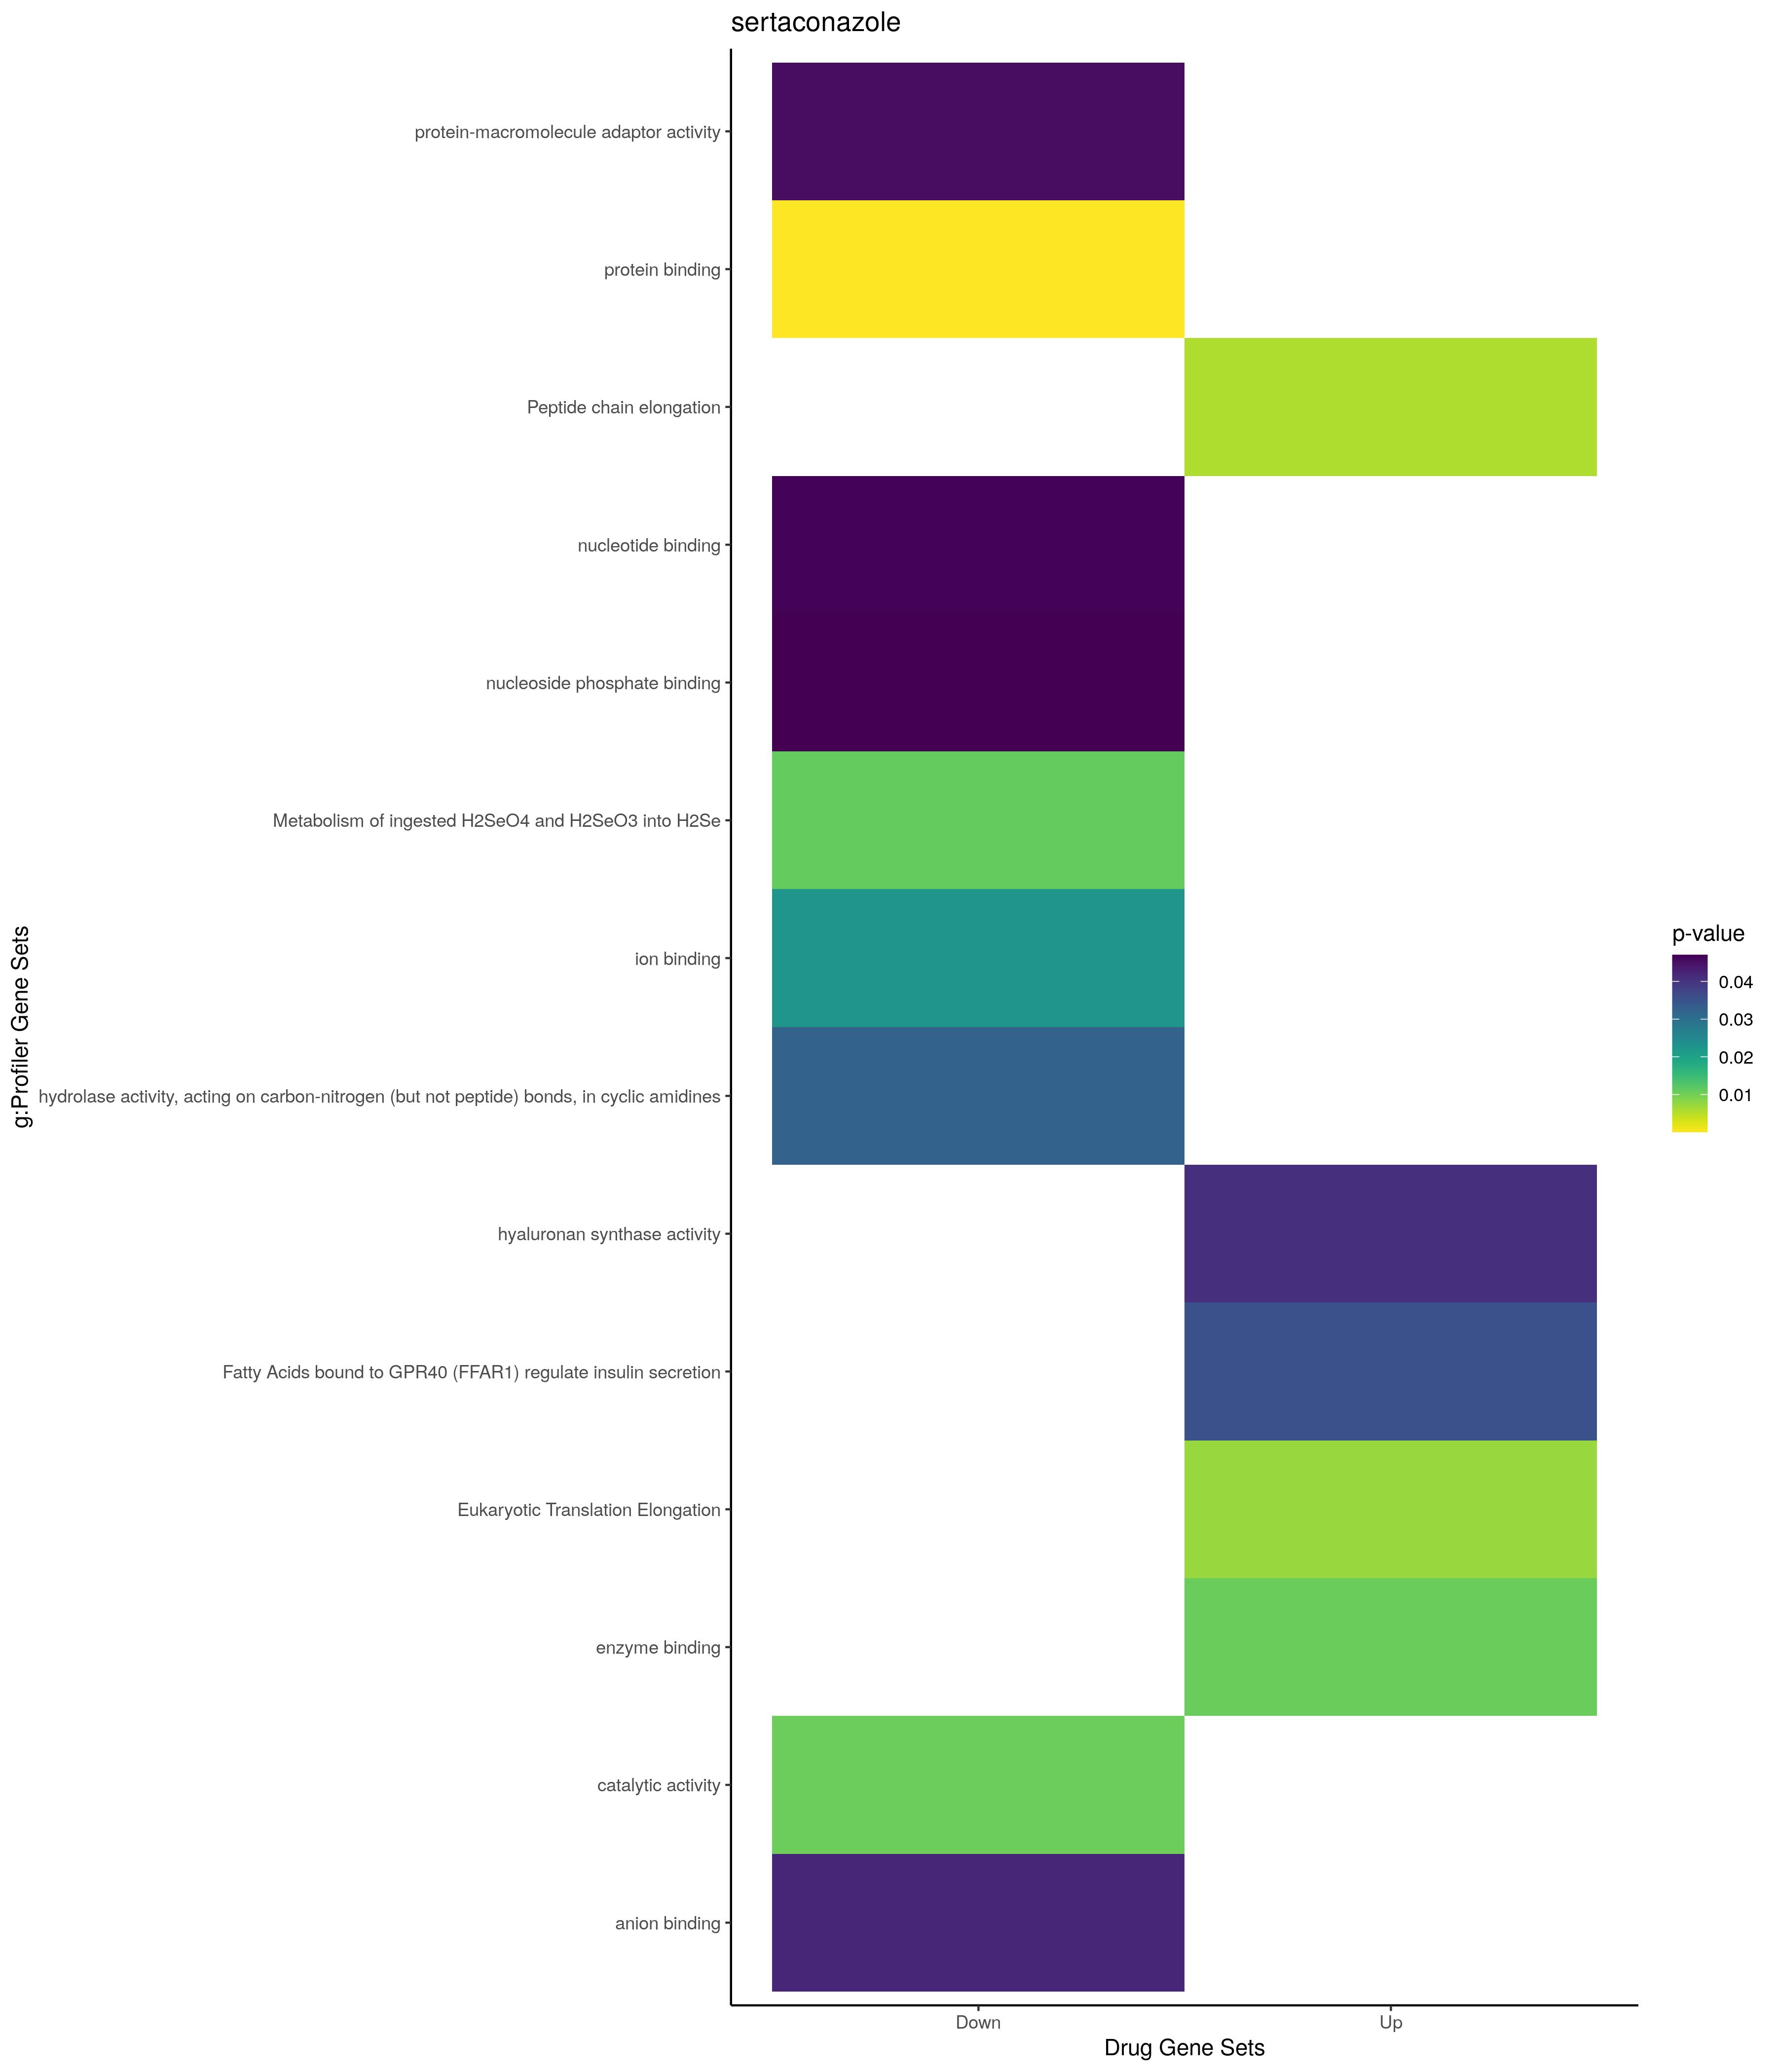 sertaconazole
protein-macromolecule adaptor activity
protein binding
Peptide chain elongation
nucleotide binding
nucleoside phosphate binding
Metabolism of ingested H2SeO4 and H2SeO3 into H2Se
ion binding
hydrolase activity, acting on carbon-nitrogen (but not peptide) bonds, in cyclic amidines
hyaluronan synthase activity
Fatty Acids bound to GPR40 (FFAR1) regulate insulin secretion
Eukaryotic Translation Elongation
enzyme binding
catalytic activity
anion binding
g:Profiler Gene Sets
Down
Up
Drug Gene Sets
p-value
0.04
0.03
0.02
0.01